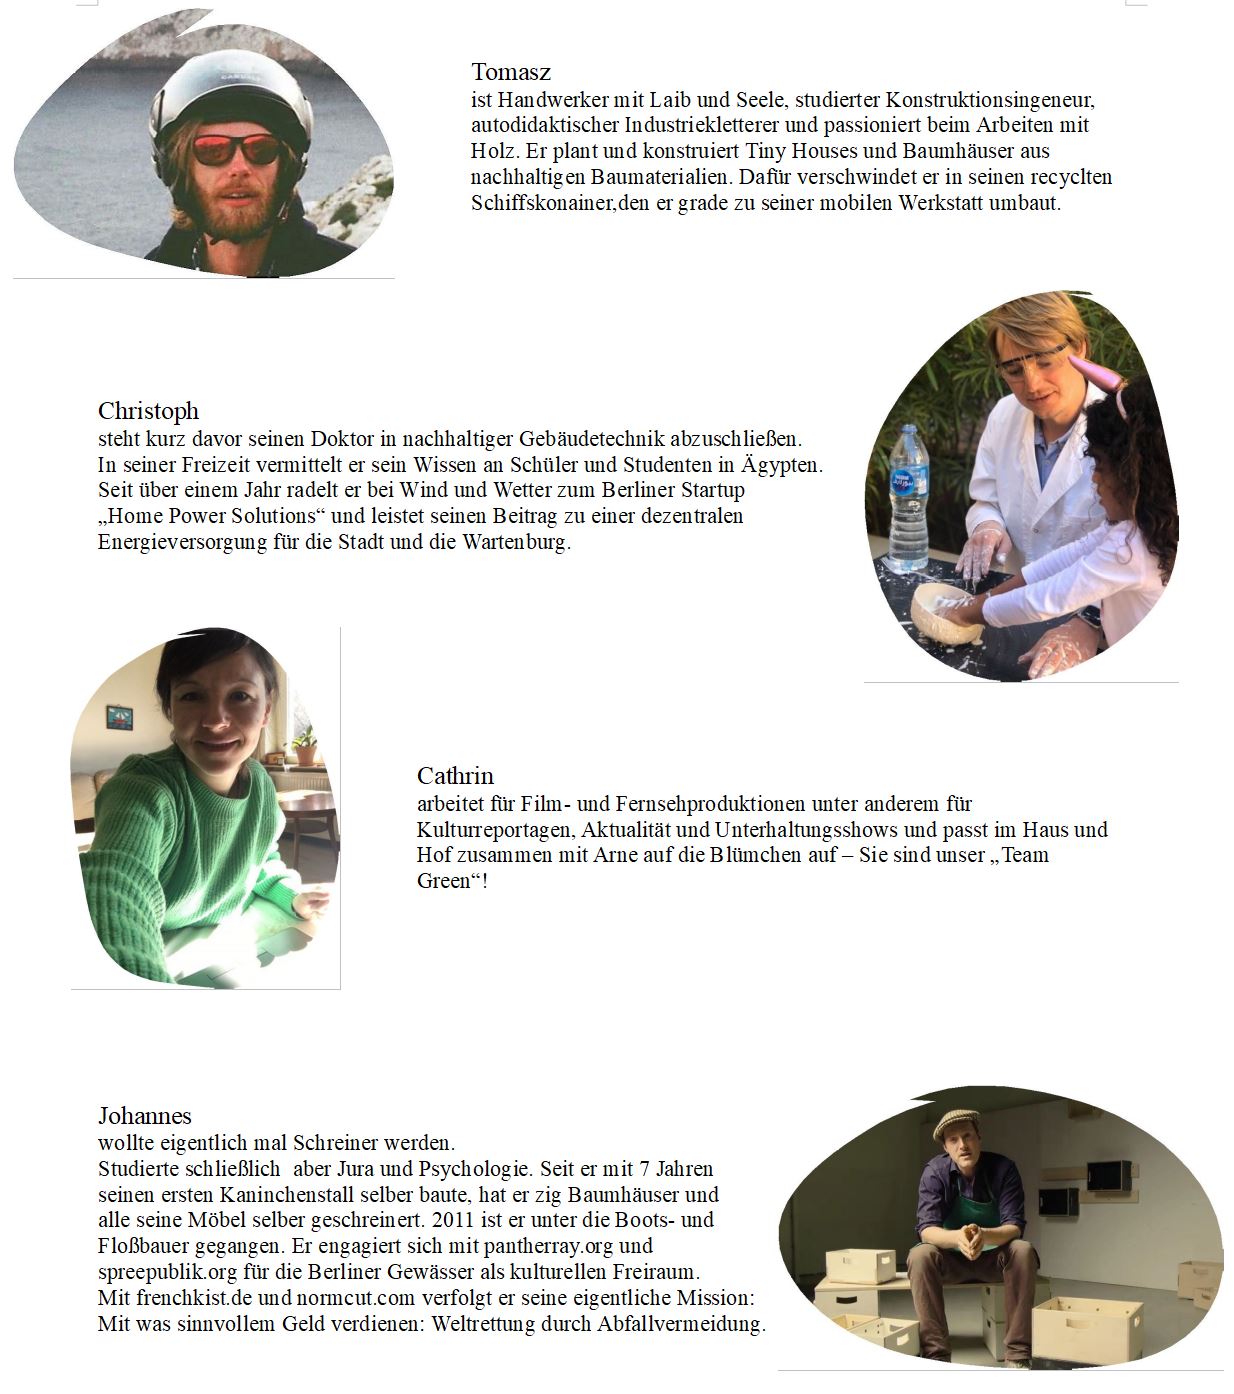 Tomasz
ist Handwerker mit Laib und Seele, studierter Konstruktionsingeneur,
autodidaktischer Industriekletterer und passioniert beim Arbeiten mit
Holz. Er plant und konstruiert Tiny Houses und Baumhäuser aus
nachhaltigen Baumaterialien. Dafür verschwindet er in seinen recyclten
Schiffskonainer,den er grade zu seiner mobilen Werkstatt umbaut.
Christoph
steht kurz davor seinen Doktor in nachhaltiger Gebäudetechnik abzuschließen.
In seiner Freizeit vermittelt er sein Wissen an Schüler und Studenten in Ägypten.
Seit über einem Jahr radelt er bei Wind und Wetter zum Berliner Startup
„Home Power Solutions“ und leistet seinen Beitrag zu einer dezentralen
Energieversorgung für die Stadt und die Wartenburg.
Cathrin
arbeitet für Film- und Fernsehproduktionen unter anderem für
Kulturreportagen, Aktualität und Unterhaltungsshows und passt im Haus und
Hof zusammen mit Arne auf die Blümchen auf – Sie sind unser „Team
Green“!
Johannes
wollte eigentlich mal Schreiner werden.
Studierte schließlich  aber Jura und Psychologie. Seit er mit 7 Jahren
seinen ersten Kaninchenstall selber baute, hat er zig Baumhäuser und
alle seine Möbel selber geschreinert. 2011 ist er unter die Boots- und
Floßbauer gegangen. Er engagiert sich mit pantherray.org und
spreepublik.org für die Berliner Gewässer als kulturellen Freiraum.
Mit frenchkist.de und normcut.com verfolgt er seine eigentliche Mission:
Mit was sinnvollem Geld verdienen: Weltrettung durch Abfallvermeidung.